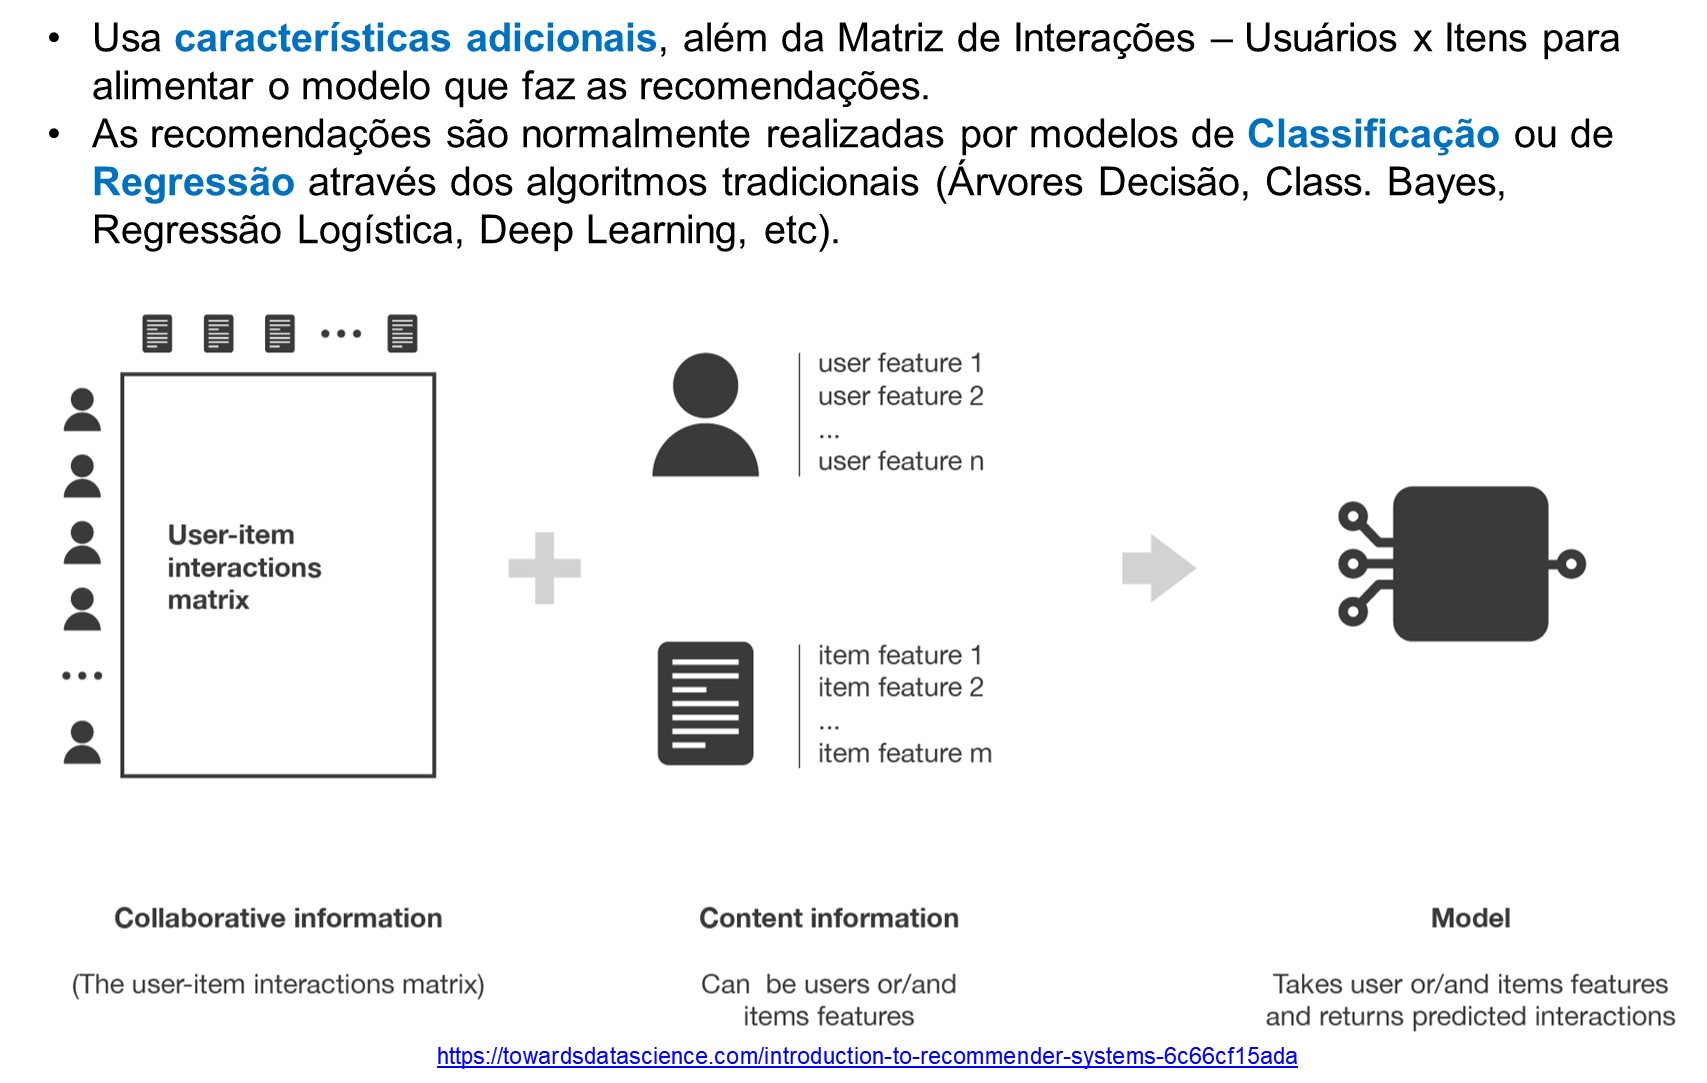 • Usa características adicionais, além da Matriz de Interações – Usuários x Itens para
alimentar o modelo que faz as recomendações.
• As recomendações são normalmente realizadas por modelos de Classificação ou de
Regressão através dos algoritmos tradicionais (Árvores Decisão, Class. Bayes,
Regressão Logística, Deep Learning, etc).
...
user feature 1
user feature 2
...
user feature n
User-item
interactions
matrix
item feature 1
item feature 2
...
item feature m
...
Collaborative information
(The user-item interactions matrix)
Content information
Can be users or/and
items features
Model
Takes user or/and items features
and returns predicted interactions
https://towardsdatascience.com/introduction-to-recommender-systems-6c66cf15ada